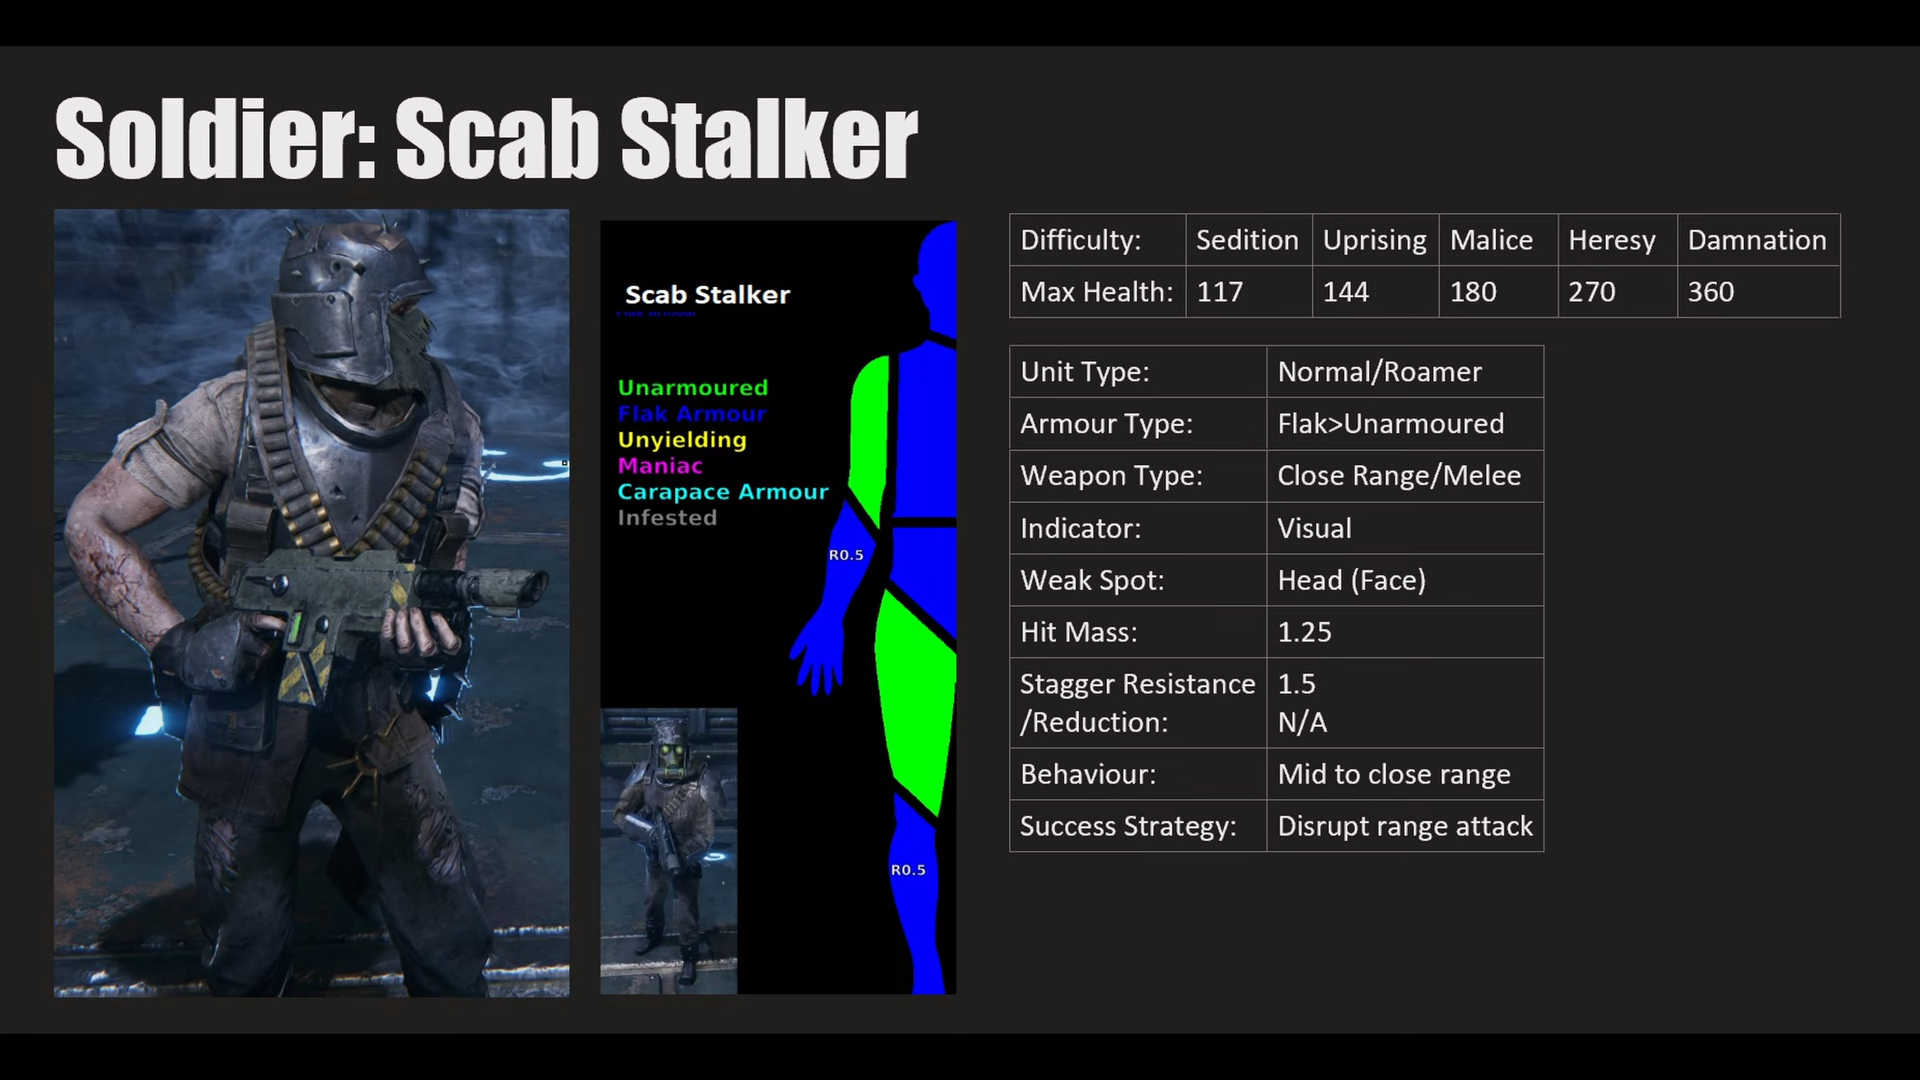 Soldier: Scab Stalker
Scab Stalker
Unarmoured
Flak Armour
Unyielding
Maniac
Carapace Armour
Infested
R0.5
R0.5
Difficulty: Sedition Uprising Malice Heresy Damnation
Max Health: 117 144 180 270 360
Unit Type: Normal/Roamer
Armour Type: Flak>Unarmoured
Weapon Type: Close Range/Melee
Indicator: Visual
Weak Spot: Head (Face)
Hit Mass: 1.25
Stagger Resistance 1.5
/Reduction: N/A
Behaviour: Mid to close range
Success Strategy: Disrupt range attack